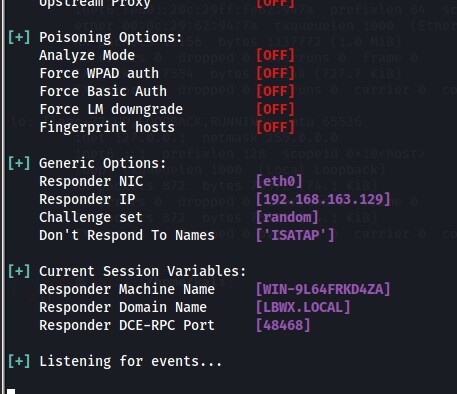 Upstream Proxy [OFF]
[+] Poisoning Options:
Analyze Mode [OFF]
Force WPAD auth [OFF]
Force Basic Auth [OFF]
Force LM downgrade [OFF]
Fingerprint hosts [OFF]
[+] Generic Options:
Responder NIC [eth0]
Responder IP [192.168.163.129]
Challenge set [random]
Don't Respond To Names ['ISATAP']
[+] Current Session Variables:
Responder Machine Name [WIN-9L64FRKD4ZA]
Responder Domain Name [LBWX.LOCAL]
Responder DCE-RPC Port [48468]
[+] Listening for events...